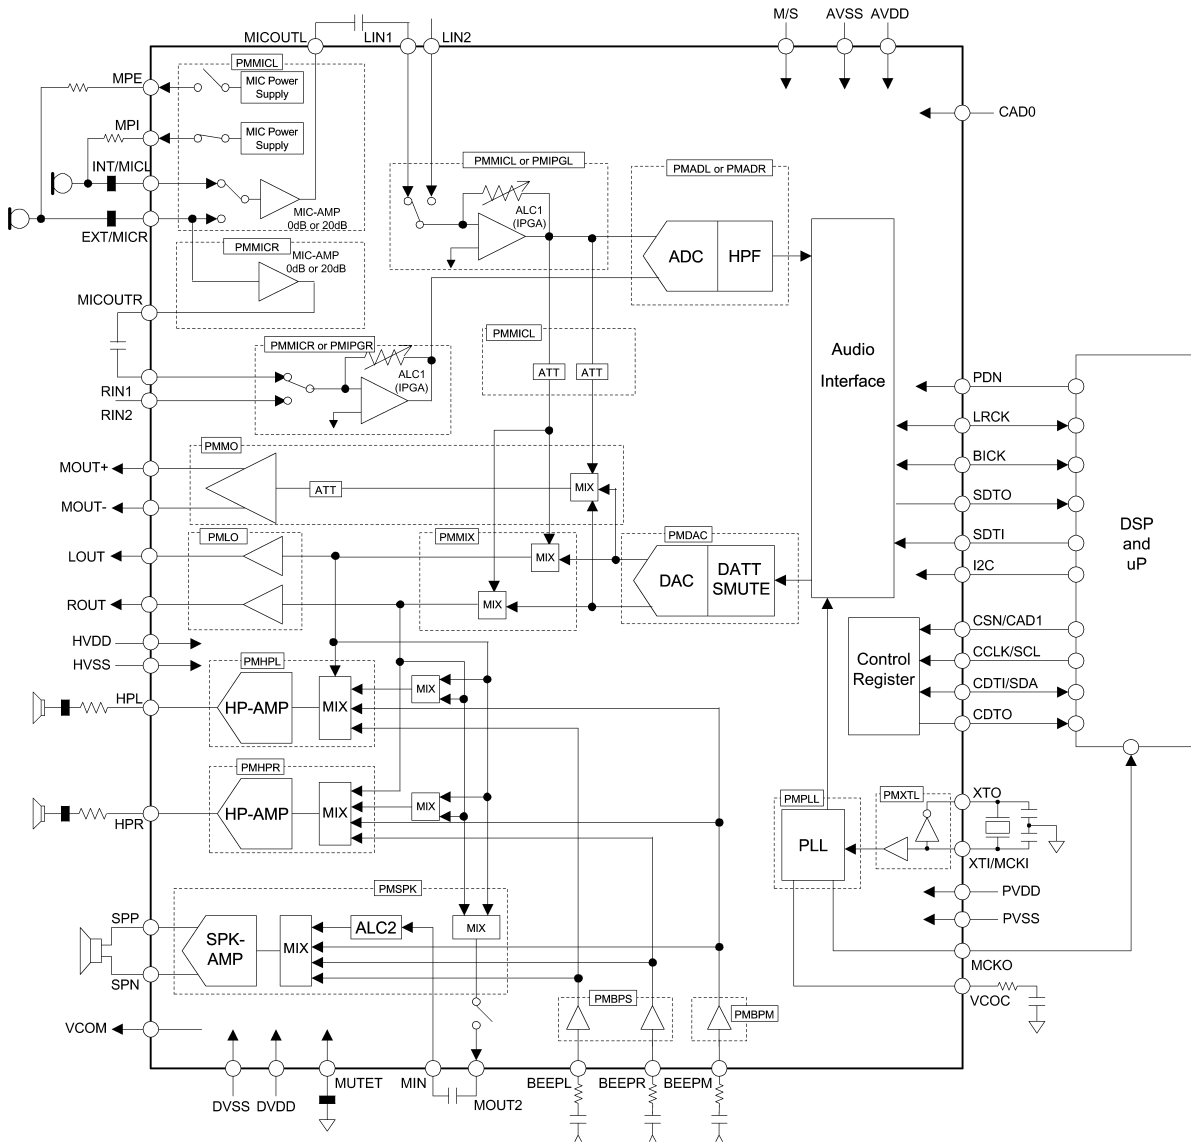 M/S
AVSS
AVDD
MICOUTL
LIN1
LIN2
PMMICL
MPE
MIC Power
Supply
MPI
MIC Power
Supply
CAD0
INT/MICL
PMMICL or PMIPGL
PMADL or PMADR
ALC1
(IPGA)
MIC-AMP
0dB or 20dB
EXT/MICR
PMMICR
MIC-AMP
0dB or 20dB
ADC
HPF
MICOUTR
PMMICR or PMIPGR
PMMICL
Audio
Interface
ALC1
(IPGA)
ATT
ATT
RIN1
RIN2
PDN
LRCK
BICK
SDTO
SDTI
I2C
DSP
and
uP
PMMO
MOUT+
MOUT-
ATT
MIX
PMLO
PMMIX
PMDAC
LOUT
MIX
DAC
DATT
SMUTE
ROUT
MIX
HVDD
HVSS
CSN/CAD1
CCLK/SCL
CDTI/SDA
CDTO
Control
Register
PMHPL
HPL
HP-AMP
MIX
MIX
PMHPR
HPR
HP-AMP
MIX
MIX
PMPLL
PMXTL
XTO
PLL
XTI/MCKI
PVDD
PVSS
MCKO
VCOC
PMSPK
SPP
SPN
SPK-
AMP
MIX
ALC2
MIX
PMBPS
PMBPM
VCOM
DVSS
DVDD
MUTET
MIN
MOUT2
BEEPL
BEEPR
BEEPM